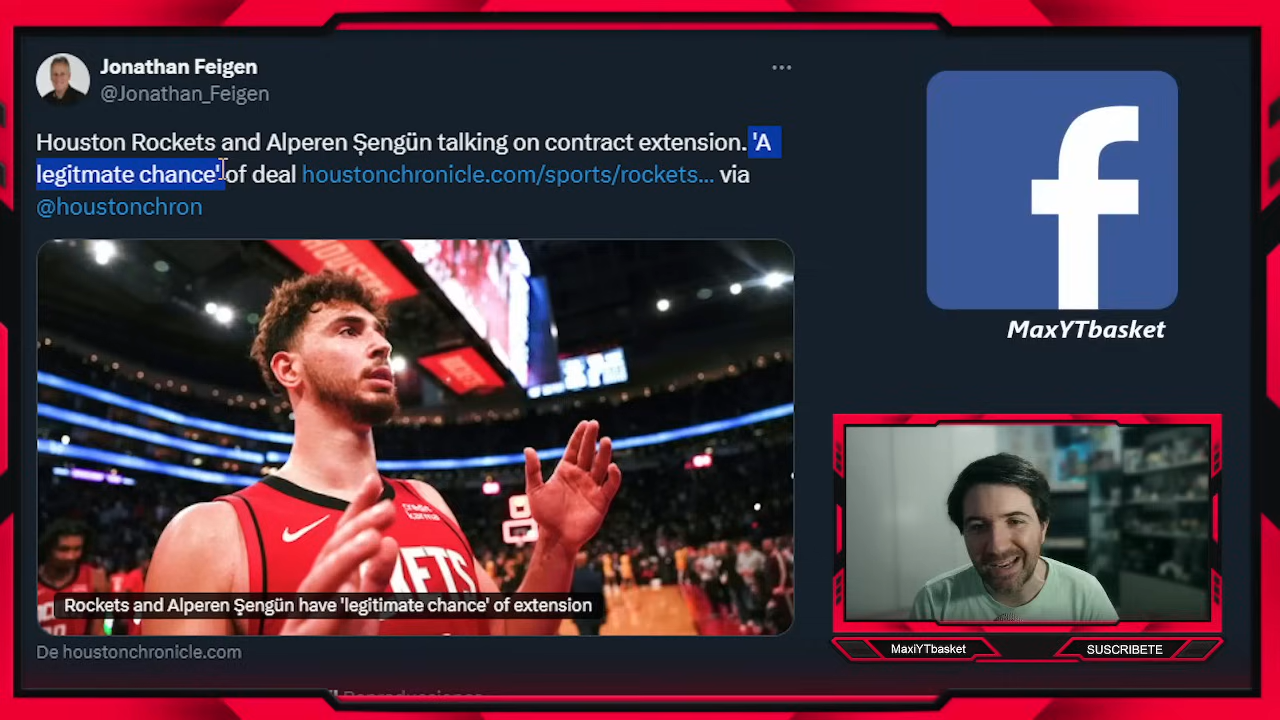 Jonathan Feigen
@Jonathan_Feigen
Houston Rockets and Alperen Şengün talking on contract extension. 'A
legitmate chance' of deal houstonchronicle.com/sports/rockets... via
@houstonchron
Rockets and Alperen Şengün have 'legitimate chance' of extension
De houstonchronicle.com
f
MaxYTbasket
MaxiYTbasket
SUSCRIBETE